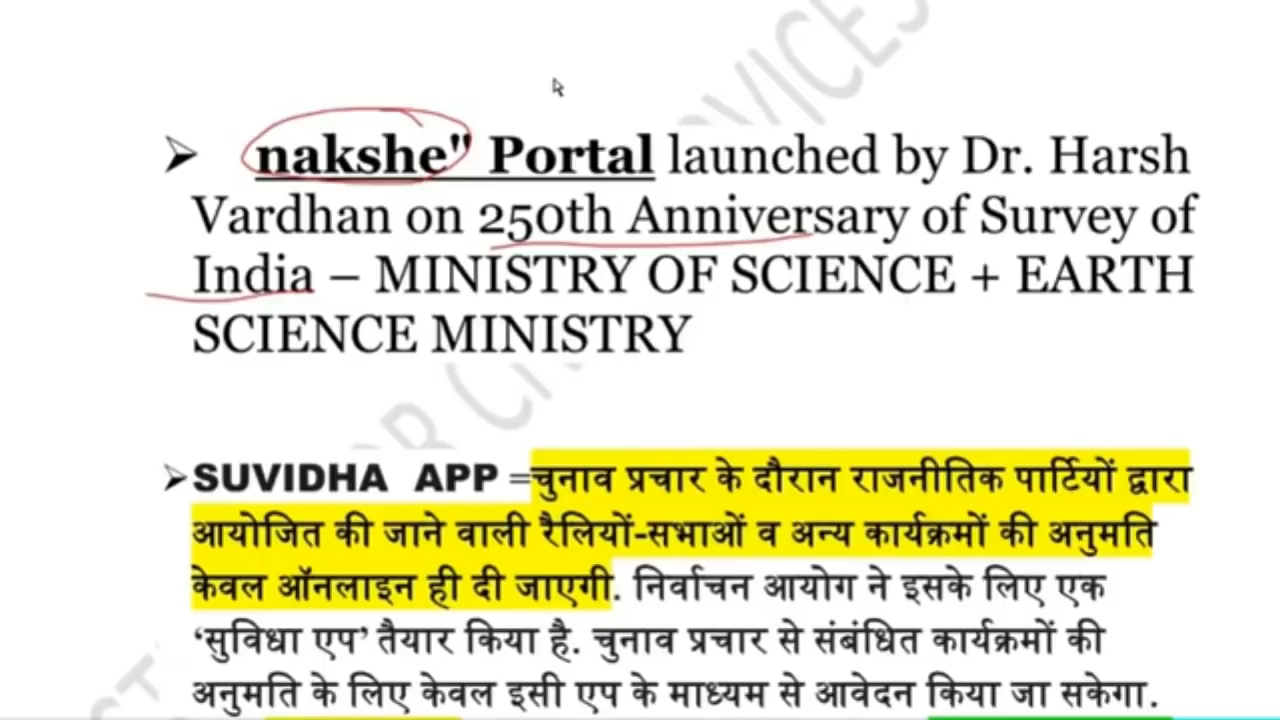 ➢ nakshe" Portal launched by Dr. Harsh
Vardhan on 250th Anniversary of Survey of
India – MINISTRY OF SCIENCE + EARTH
SCIENCE MINISTRY
➢SUVIDHA APP =चुनाव प्रचार के दौरान राजनीतिक पार्टियों द्वारा
आयोजित की जाने वाली रैलियों-सभाओं व अन्य कार्यक्रमों की अनुमति
केवल ऑनलाइन ही दी जाएगी. निर्वाचन आयोग ने इसके लिए एक
‘सुविधा एप’ तैयार किया है. चुनाव प्रचार से संबंधित कार्यक्रमों की
अनुमति के लिए केवल इसी एप के माध्यम से आवेदन किया जा सकेगा.